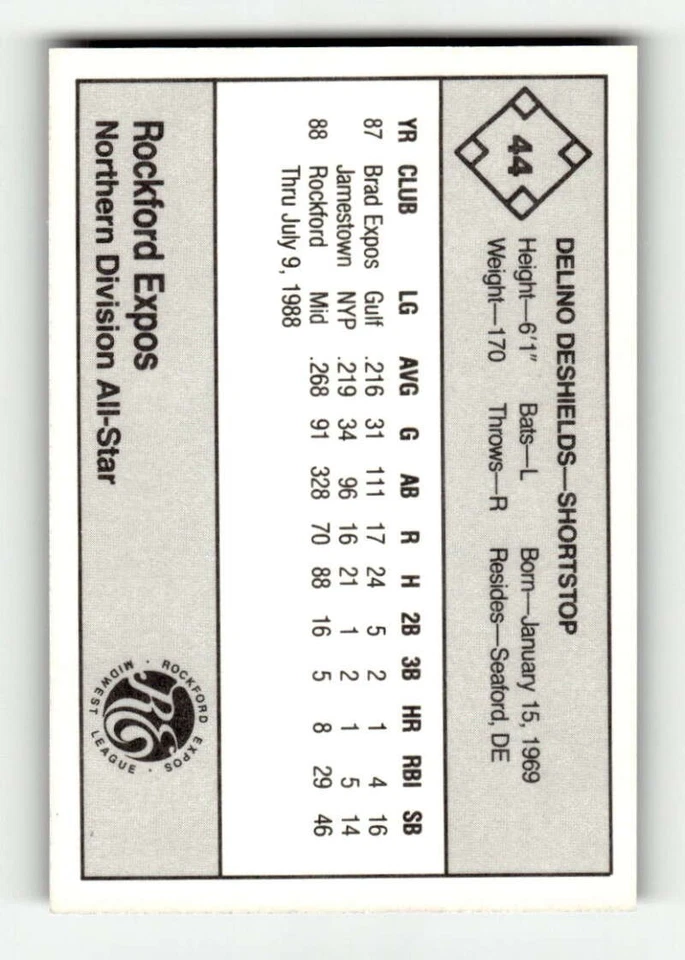 44
DELINO DESHIELDS—SHORTSTOP
Height—6'1" Bats—L Born—January 15, 1969
Weight—170 Throws—R Resides—Seaford, DE
YR CLUB LG AVG G AB R H 2B 3B HR RBI SB
87 Brad Expos Gulf .216 31 111 17 24 5 2 1 4 16
Jamestown NYP .219 34 96 16 21 1 2 1 5 14
88 Rockford Mid .268 91 328 70 88 16 5 8 29 46
Thru July 9, 1988
Rockford Expos
Northern Division All-Star
ROCKFORD EXPOS
RE
MIDWEST LEAGUE